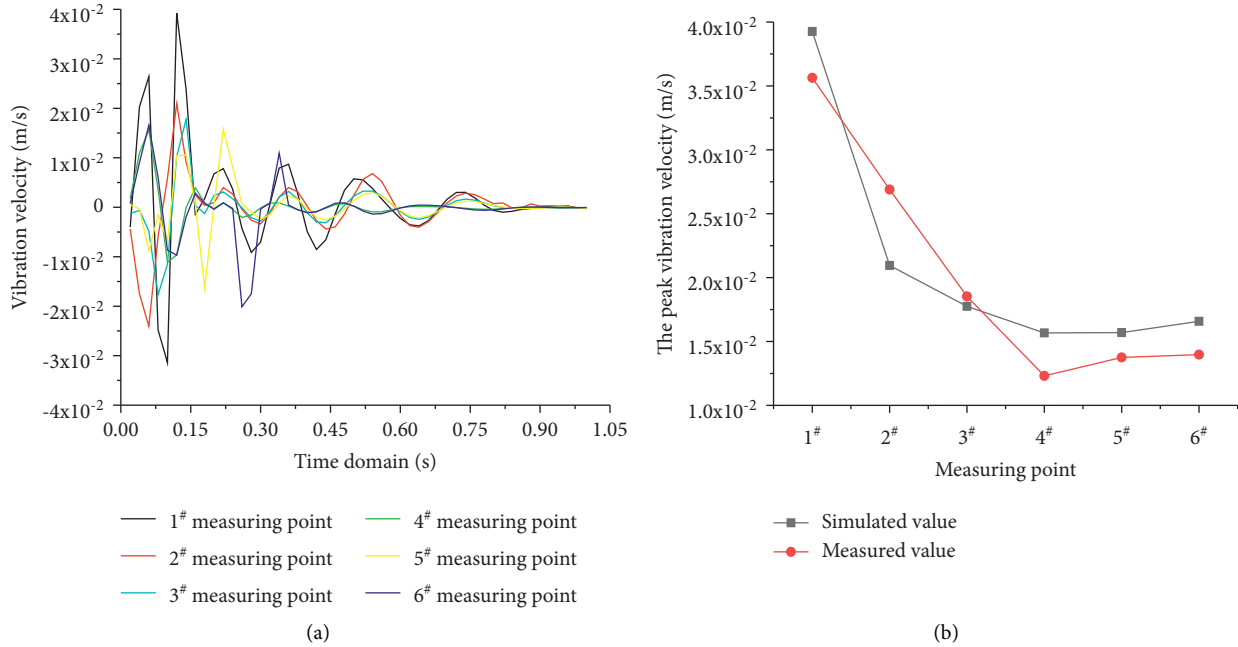 4x10⁻²
3x10⁻²
2x10⁻²
1x10⁻²
0
-1x10⁻²
-2x10⁻²
-3x10⁻²
-4x10⁻²
Vibration velocity (m/s)
0.00 0.15 0.30 0.45 0.60 0.75 0.90 1.05
Time domain (s)
1# measuring point
2# measuring point
3# measuring point
4# measuring point
5# measuring point
6# measuring point
(a)
4.0x10⁻²
3.5x10⁻²
3.0x10⁻²
2.5x10⁻²
2.0x10⁻²
1.5x10⁻²
1.0x10⁻²
The peak vibration velocity (m/s)
1# 2# 3# 4# 5# 6#
Measuring point
Simulated value
Measured value
(b)